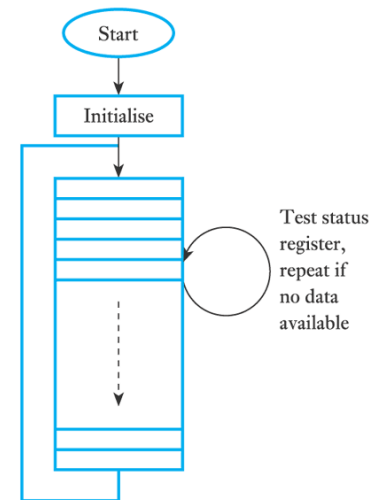 Start
Initialise
Test status
register,
repeat if
no data
available